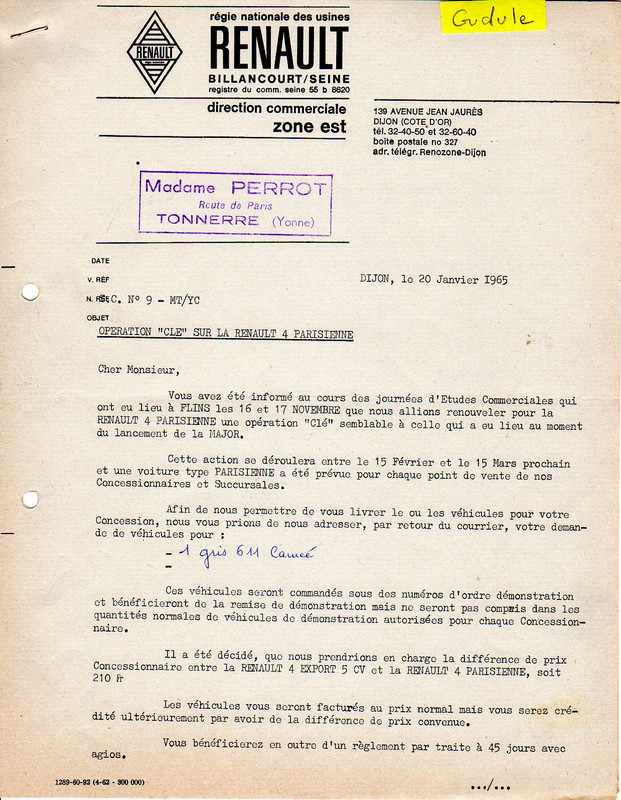 Gudule
régie nationale des usines
RENAULT
RENAULT
BILLANCOURT/SEINE
registre du comm. seine 55 b 8620
direction commerciale
zone est
139 AVENUE JEAN JAURÈS
DIJON (COTE D'OR)
tél. 32-40-50 et 32-60-40
boite postale no 327
adr. télégr. Renozone-Dijon
Madame PERROT
Route de Paris
TONNERRE (Yonne)
DATE
DIJON, le 20 Janvier I965
V. RÉF
N. RÉF SEC. N° 9 - MT/YC
OBJET
OPERATION "CLE" SUR LA RENAULT 4 PARISIENNE
Cher Monsieur,
Vous avez été informé au cours des journées d'Etudes Commerciales qui
ont eu lieu à FLINS les 16 et 17 NOVEMBRE que nous allions renouveler pour la
RENAULT 4 PARISIENNE une opération "Clé" semblable à celle qui a eu lieu au moment
du lancement de la MAJOR.
Cette action se déroulera entre le 15 Février et le 15 Mars prochain
et une voiture type PARISIENNE a été prévue pour chaque point de vente de nos
Concessionnaires et Succursales.
Afin de nous permettre de vous livrer le ou les véhicules pour votre
Concession, nous vous prions de nous adresser, par retour du courrier, votre deman-
de de véhicules pour :
- 1 gris 611 Canneé
-
Ces véhicules seront commandés sous des numéros d'ordre démonstration
et bénéficieront de la remise de démonstration mais ne seront pas compris dans les
quantités normales de véhicules de démonstration autorisées pour chaque Concession-
naire.
Il a été décidé, que nous prendrions en charge la différence de prix
Concessionnaire entre la RENAULT 4 EXPORT 5 CV et la RENAULT 4 PARISIENNE, soit
210 Fr
Les véhicules vous seront facturés au prix normal mais vous serez cré-
dité ultérieurement par avoir de la différence de prix convenue.
Vous bénéficierez en outre d'un règlement par traite à 45 jours avec
agios.
1289-60-92 (4-62 - 300 000)
.../...